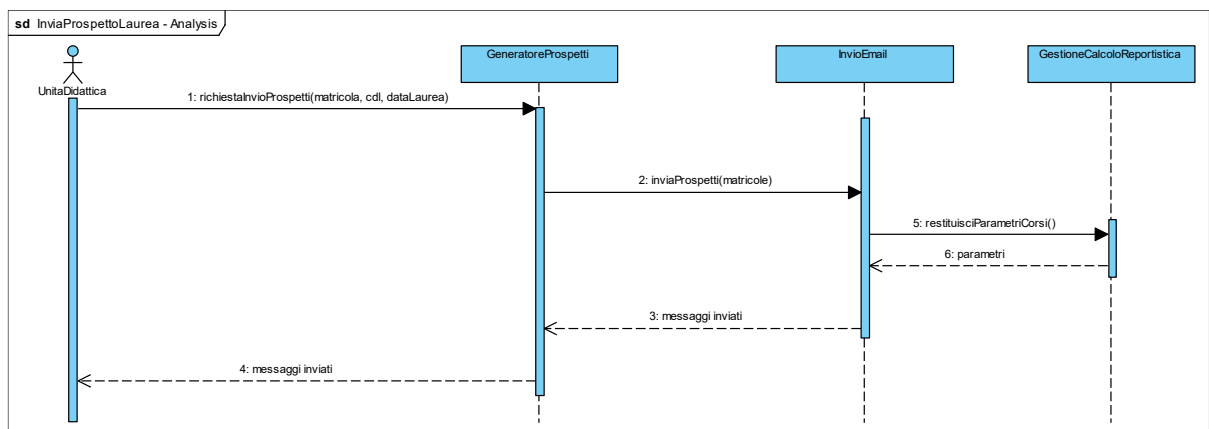 sd InviaProspettoLaurea - Analysis
GeneratoreProspetti
InvioEmail
GestioneCalcoloReportistica
UnitaDidattica
1: richiestaInvioProspetti(matricola, cdl, dataLaurea)
2: inviaProspetti(matricole)
5: restituisciParametriCorsi()
6: parametri
3: messaggi inviati
4: messaggi inviati